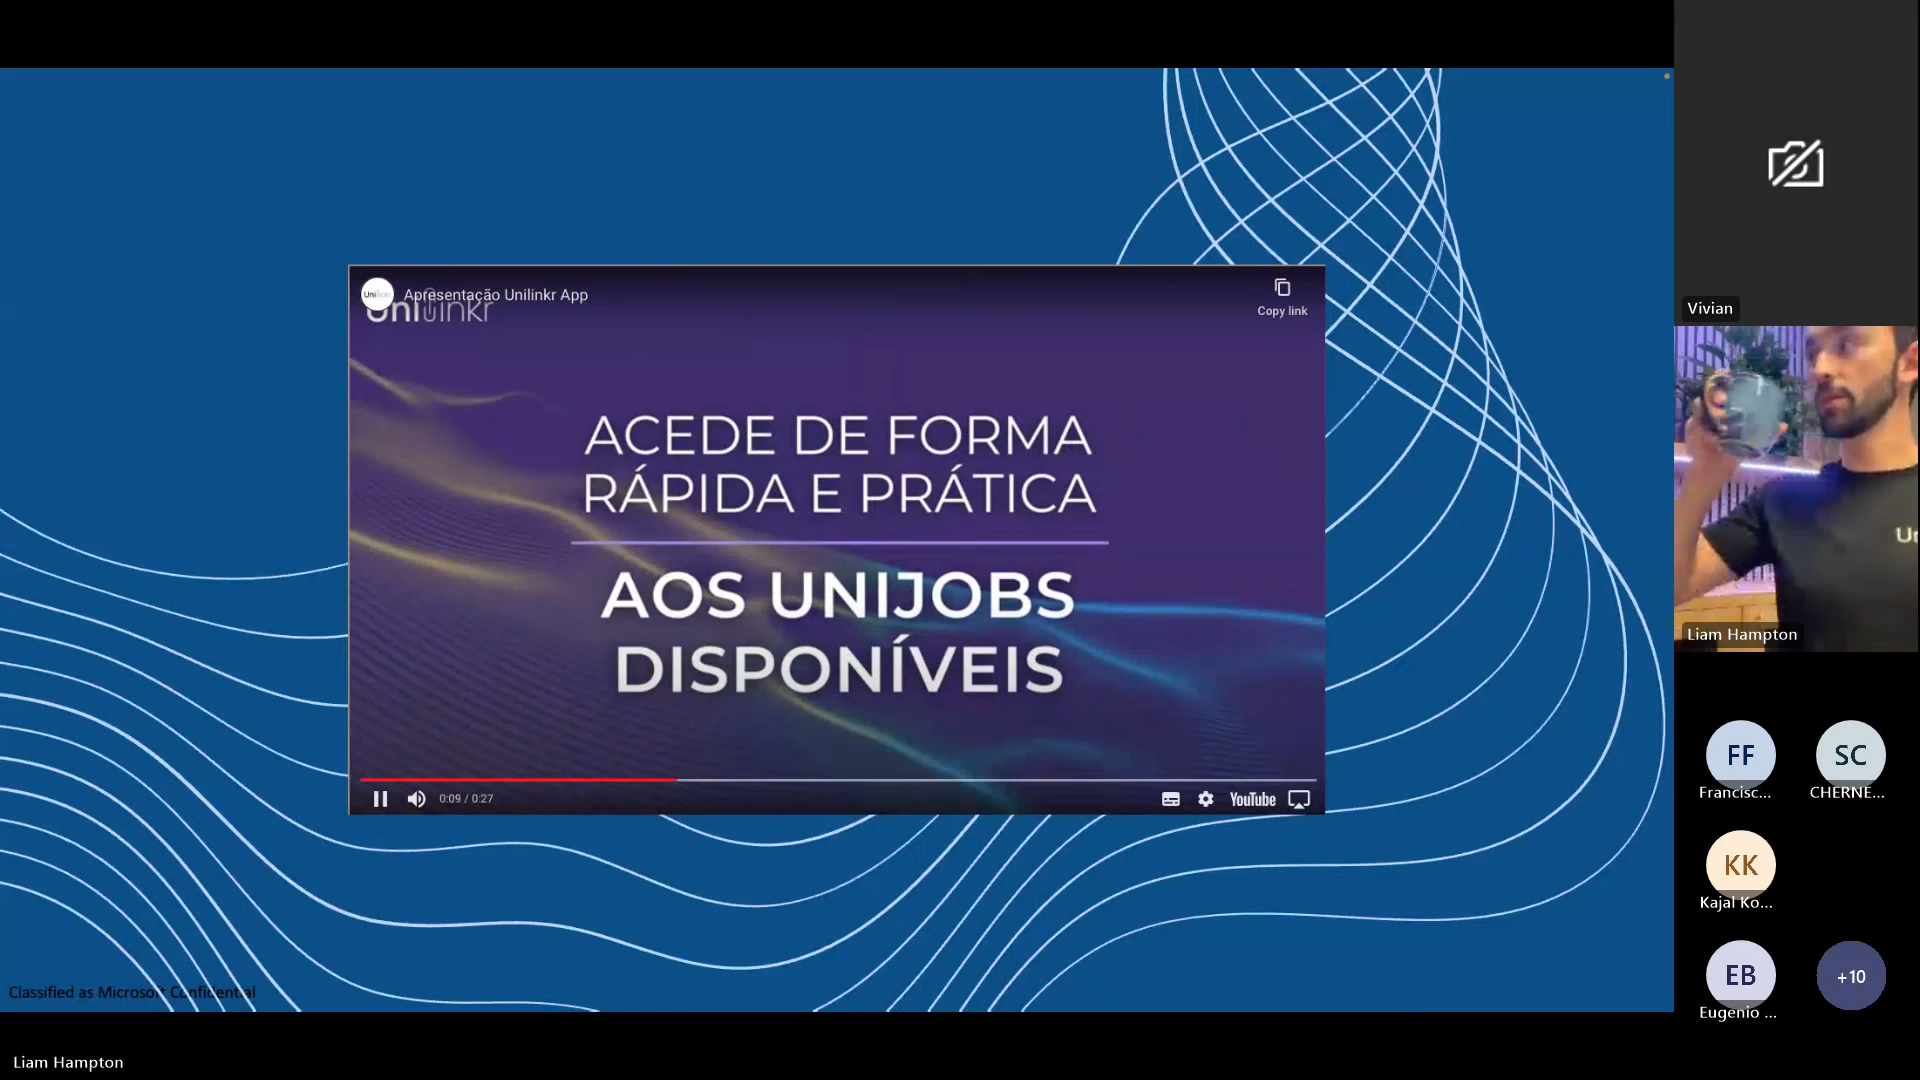 Unilinkr
Apresentação Unilinkr App
Copy link
ACEDE DE FORMA
RÁPIDA E PRÁTICA
AOS UNIJOBS
DISPONÍVEIS
0:09 / 0:27
YouTube
Classified as Microsoft Confidential
Liam Hampton
Vivian
Un
Liam Hampton
FF
Francisc...
SC
CHERNE...
KK
Kajal Ko...
EB
Eugenio ...
+10